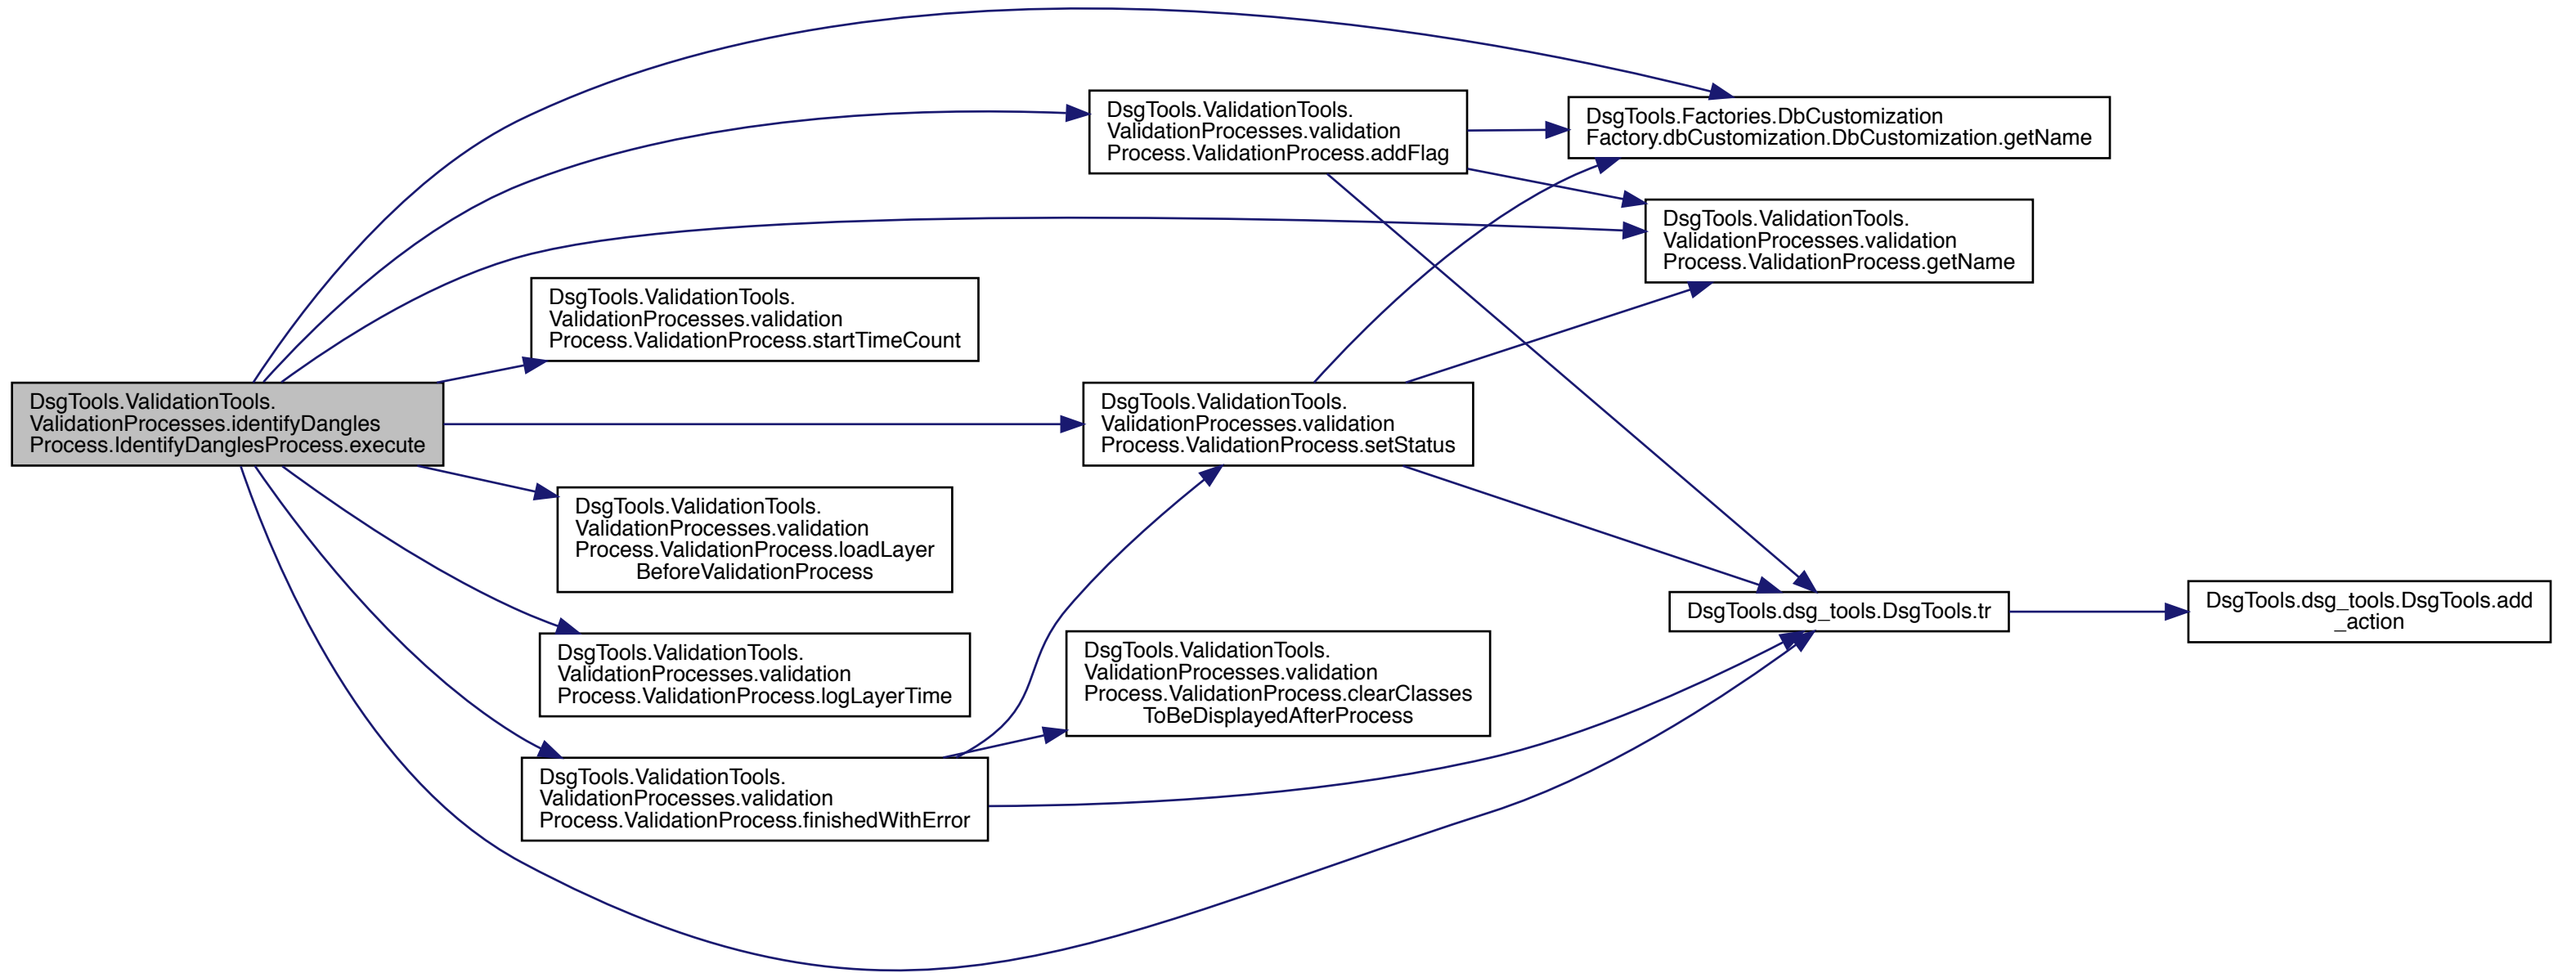 DsgTools.ValidationTools.
ValidationProcesses.identifyDangles
Process.IdentifyDanglesProcess.execute
DsgTools.ValidationTools.
ValidationProcesses.validation
Process.ValidationProcess.startTimeCount
DsgTools.ValidationTools.
ValidationProcesses.validation
Process.ValidationProcess.loadLayer
BeforeValidationProcess
DsgTools.ValidationTools.
ValidationProcesses.validation
Process.ValidationProcess.logLayerTime
DsgTools.ValidationTools.
ValidationProcesses.validation
Process.ValidationProcess.finishedWithError
DsgTools.ValidationTools.
ValidationProcesses.validation
Process.ValidationProcess.addFlag
DsgTools.ValidationTools.
ValidationProcesses.validation
Process.ValidationProcess.setStatus
DsgTools.ValidationTools.
ValidationProcesses.validation
Process.ValidationProcess.clearClasses
ToBeDisplayedAfterProcess
DsgTools.Factories.DbCustomization
Factory.dbCustomization.DbCustomization.getName
DsgTools.ValidationTools.
ValidationProcesses.validation
Process.ValidationProcess.getName
DsgTools.dsg_tools.DsgTools.tr
DsgTools.dsg_tools.DsgTools.add
_action